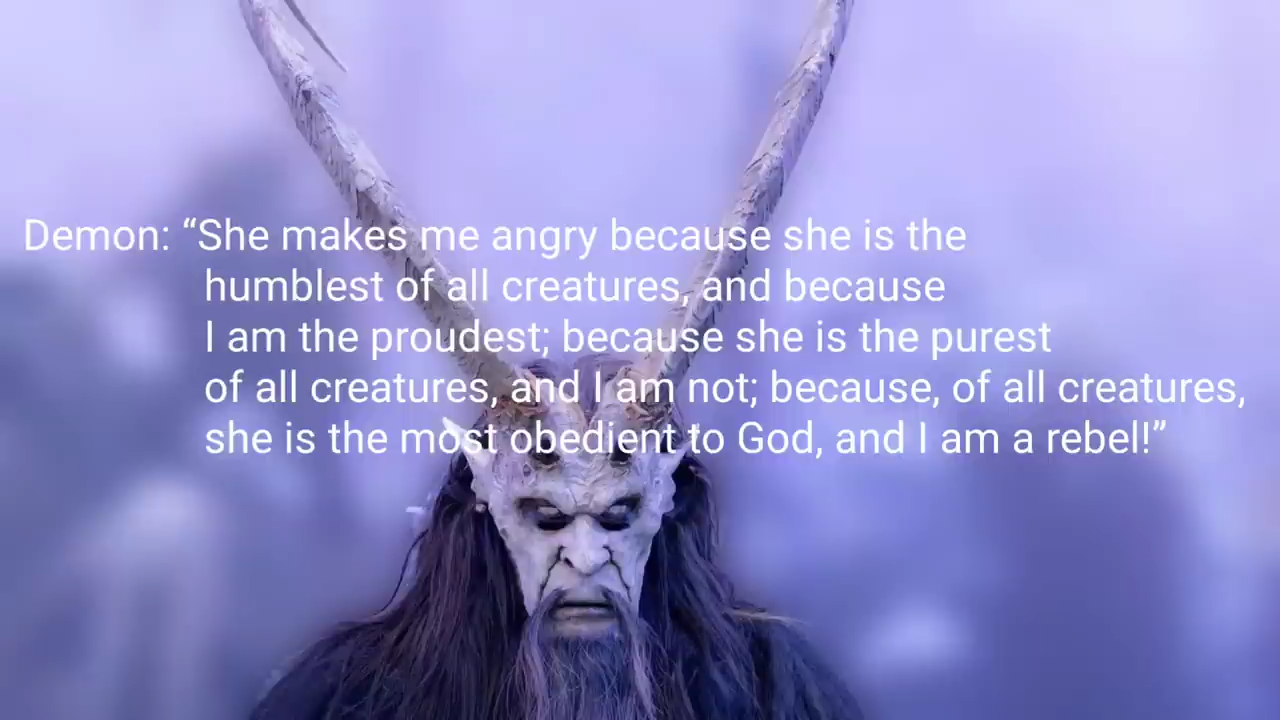 Demon: “She makes me angry because she is the
humblest of all creatures, and because
I am the proudest; because she is the purest
of all creatures, and I am not; because, of all creatures,
she is the most obedient to God, and I am a rebel!”